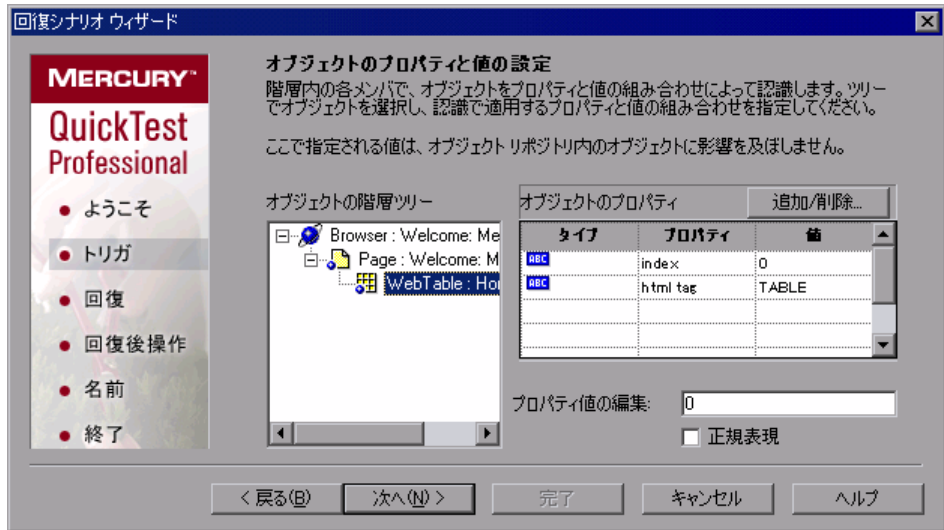 回復シナリオ ウィザード
MERCURY™
QuickTest
Professional
ようこそ
トリガ
回復
回復後操作
名前
終了
オブジェクトのプロパティと値の設定
階層内の各メンバで、オブジェクトをプロパティと値の組み合わせによって認識します。ツリー
でオブジェクトを選択し、認識で適用するプロパティと値の組み合わせを指定してください。
ここで指定される値は、オブジェクト リポジトリ内のオブジェクトに影響を及ぼしません。
オブジェクトの階層ツリー
Browser : Welcome: Me
Page : Welcome: M
WebTable : Hor
オブジェクトのプロパティ
追加/削除...
タイプ プロパティ 値
ABC index 0
ABC html tag TABLE
プロパティ値の編集: 0
正規表現
< 戻る(B)
次へ(N) >
完了
キャンセル
ヘルプ